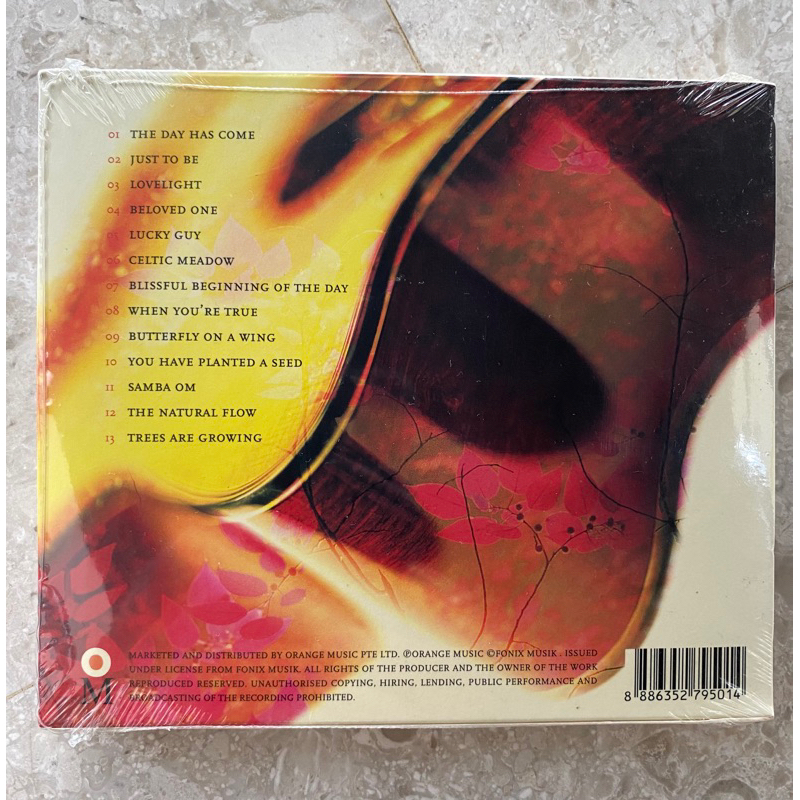 01 THE DAY HAS COME
02 JUST TO BE
03 LOVELIGHT
04 BELOVED ONE
05 LUCKY GUY
06 CELTIC MEADOW
07 BLISSFUL BEGINNING OF THE DAY
08 WHEN YOU'RE TRUE
09 BUTTERFLY ON A WING
10 YOU HAVE PLANTED A SEED
11 SAMBA OM
12 THE NATURAL FLOW
13 TREES ARE GROWING
MARKETED AND DISTRIBUTED BY ORANGE MUSIC PTE LTD. ℗ORANGE MUSIC ©FONIX MUSIK . ISSUED
UNDER LICENSE FROM FONIX MUSIK. ALL RIGHTS OF THE PRODUCER AND THE OWNER OF THE WORK
REPRODUCED RESERVED. UNAUTHORISED COPYING, HIRING, LENDING, PUBLIC PERFORMANCE AND
BROADCASTING OF THE RECORDING PROHIBITED.
M
8 886352 795014